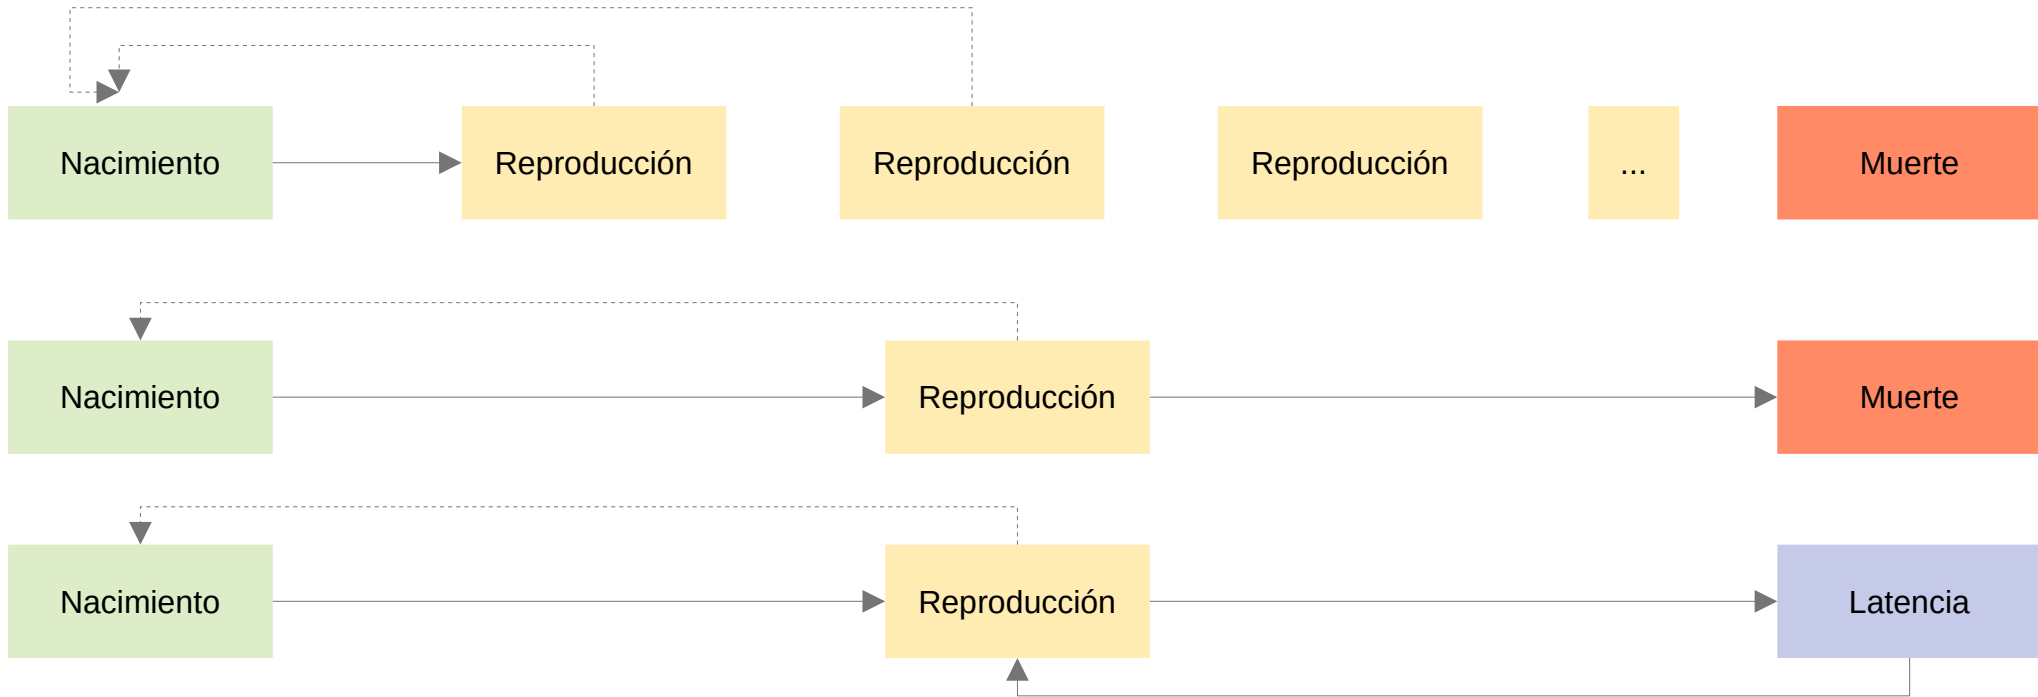 Nacimiento Reproducción Reproducción Reproducción ... Muerte
Nacimiento Reproducción Muerte
Nacimiento Reproducción Latencia